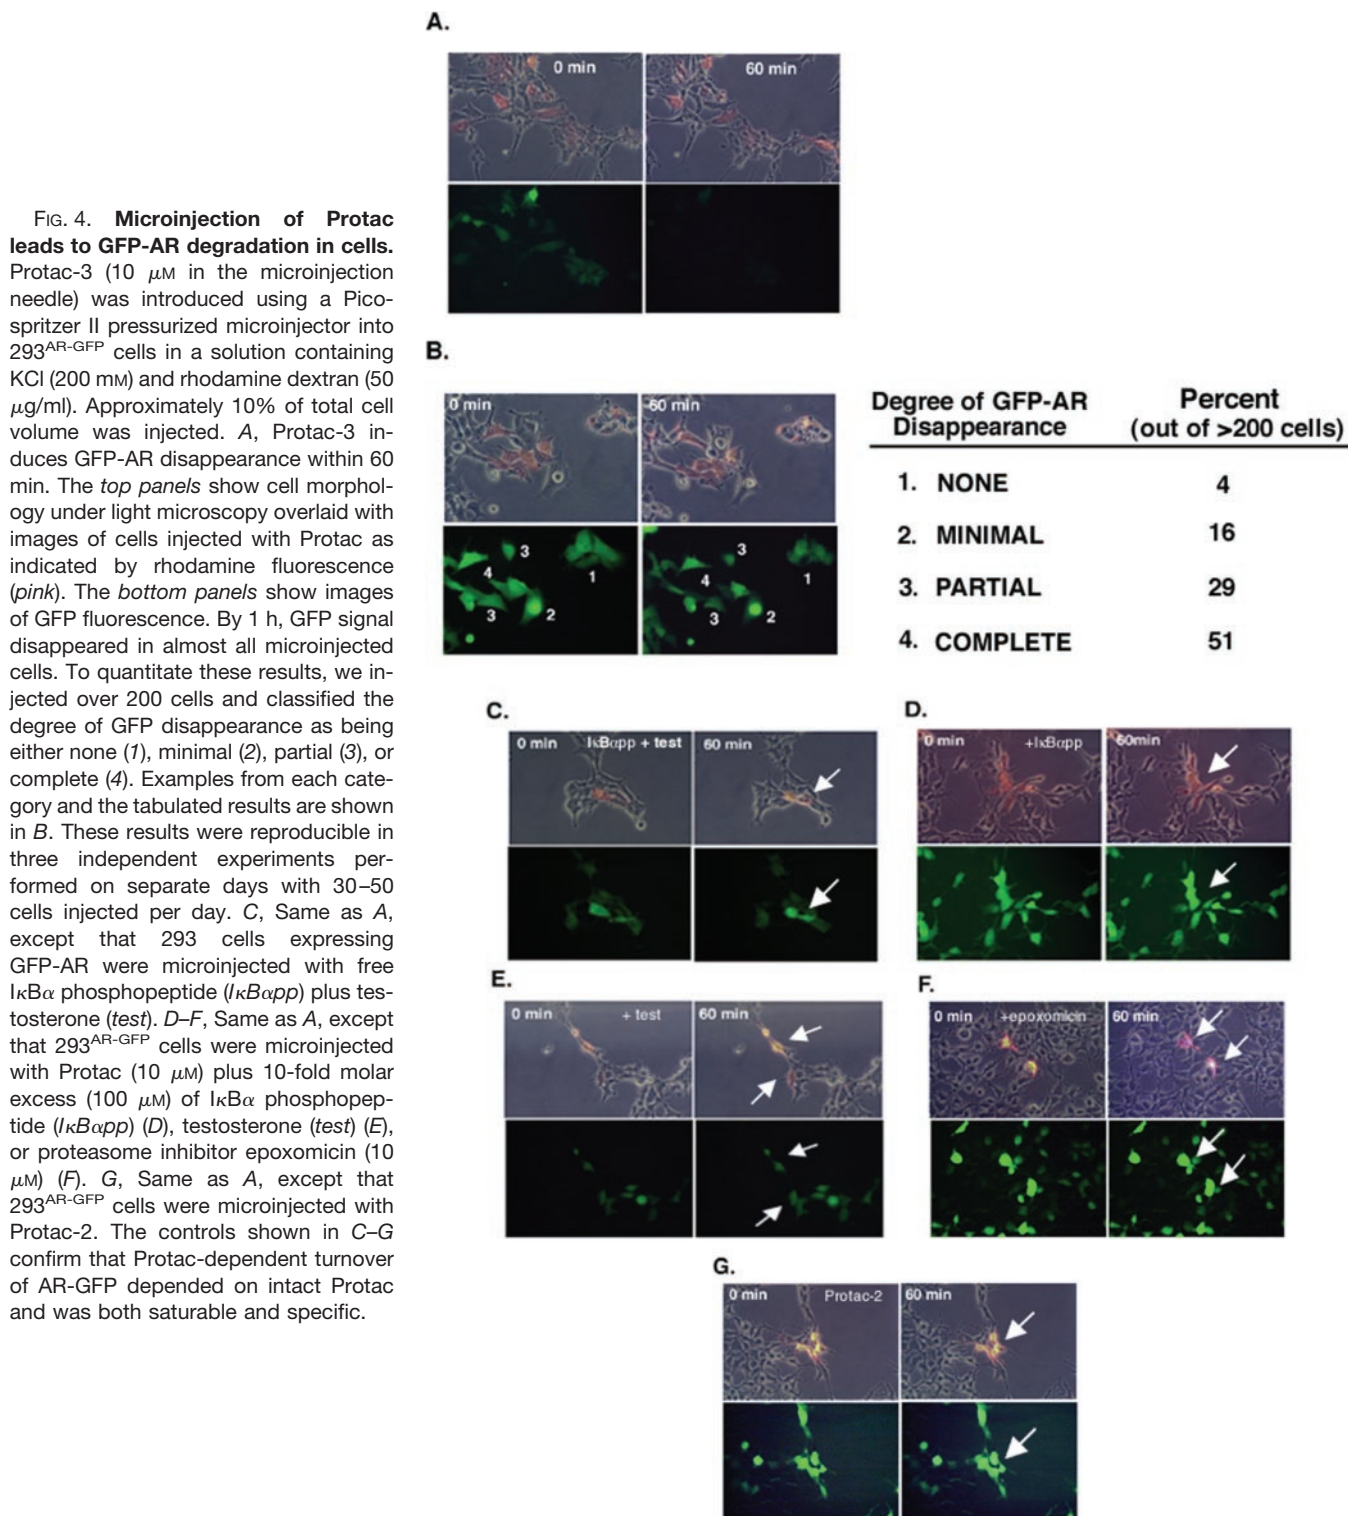 FIG. 4. Microinjection of Protac
leads to GFP-AR degradation in cells.
Protac-3 (10 μM in the microinjection
needle) was introduced using a Pico-
spritzer II pressurized microinjector into
293AR-GFP cells in a solution containing
KCl (200 mM) and rhodamine dextran (50
μg/ml). Approximately 10% of total cell
volume was injected. A, Protac-3 in-
duces GFP-AR disappearance within 60
min. The top panels show cell morphol-
ogy under light microscopy overlaid with
images of cells injected with Protac as
indicated by rhodamine fluorescence
(pink). The bottom panels show images
of GFP fluorescence. By 1 h, GFP signal
disappeared in almost all microinjected
cells. To quantitate these results, we in-
jected over 200 cells and classified the
degree of GFP disappearance as being
either none (1), minimal (2), partial (3), or
complete (4). Examples from each cate-
gory and the tabulated results are shown
in B. These results were reproducible in
three independent experiments per-
formed on separate days with 30–50
cells injected per day. C, Same as A,
except that 293 cells expressing
GFP-AR were microinjected with free
IκBα phosphopeptide (IκBαpp) plus tes-
tosterone (test). D–F, Same as A, except
that 293AR-GFP cells were microinjected
with Protac (10 μM) plus 10-fold molar
excess (100 μM) of IκBα phosphopep-
tide (IκBαpp) (D), testosterone (test) (E),
or proteasome inhibitor epoxomicin (10
μM) (F). G, Same as A, except that
293AR-GFP cells were microinjected with
Protac-2. The controls shown in C–G
confirm that Protac-dependent turnover
of AR-GFP depended on intact Protac
and was both saturable and specific.
A.
0 min
60 min
B.
0 min
60 min
3
4
1
3
2
3
4
1
3
2
Degree of GFP-AR Percent
Disappearance (out of >200 cells)
1. NONE 4
2. MINIMAL 16
3. PARTIAL 29
4. COMPLETE 51
C.
0 min IκBαpp + test 60 min
D.
0 min +IκBαpp 60min
E.
0 min + test 60 min
F.
0 min +epoxomicin 60 min
G.
0 min Protac-2 60 min